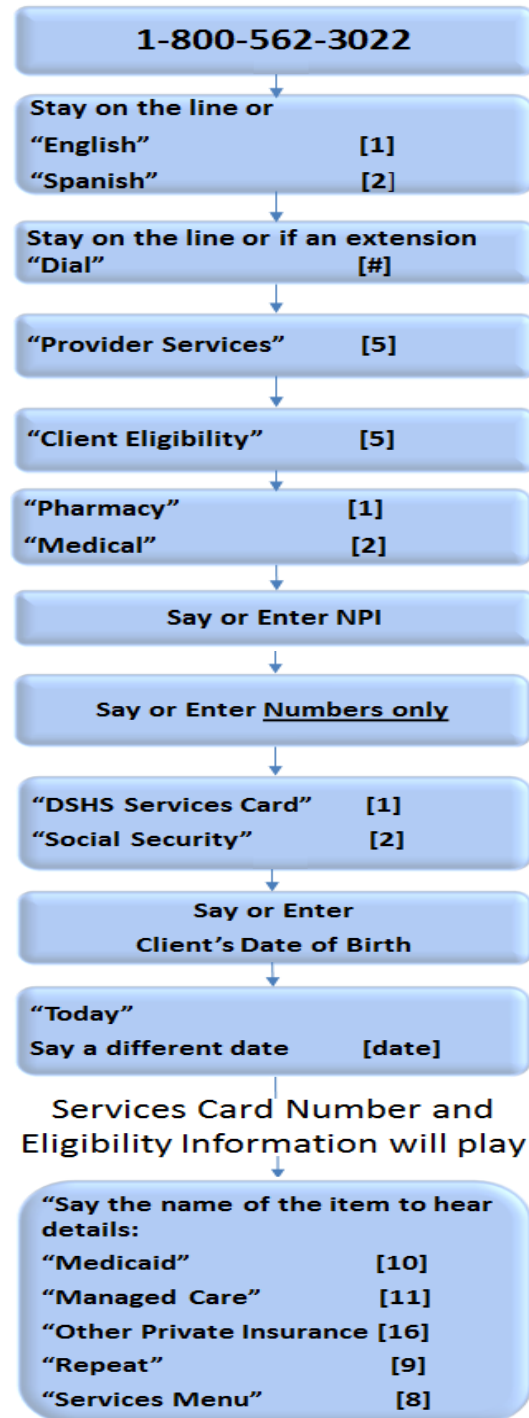 1-800-562-3022
Stay on the line or
“English” [1]
“Spanish” [2]
Stay on the line or if an extension
“Dial” [#]
“Provider Services” [5]
“Client Eligibility” [5]
“Pharmacy” [1]
“Medical” [2]
Say or Enter NPI
Say or Enter Numbers only
“DSHS Services Card” [1]
“Social Security” [2]
Say or Enter
Client’s Date of Birth
“Today”
Say a different date [date]
Services Card Number and
Eligibility Information will play
“Say the name of the item to hear
details:
“Medicaid” [10]
“Managed Care” [11]
“Other Private Insurance [16]
“Repeat” [9]
“Services Menu” [8]